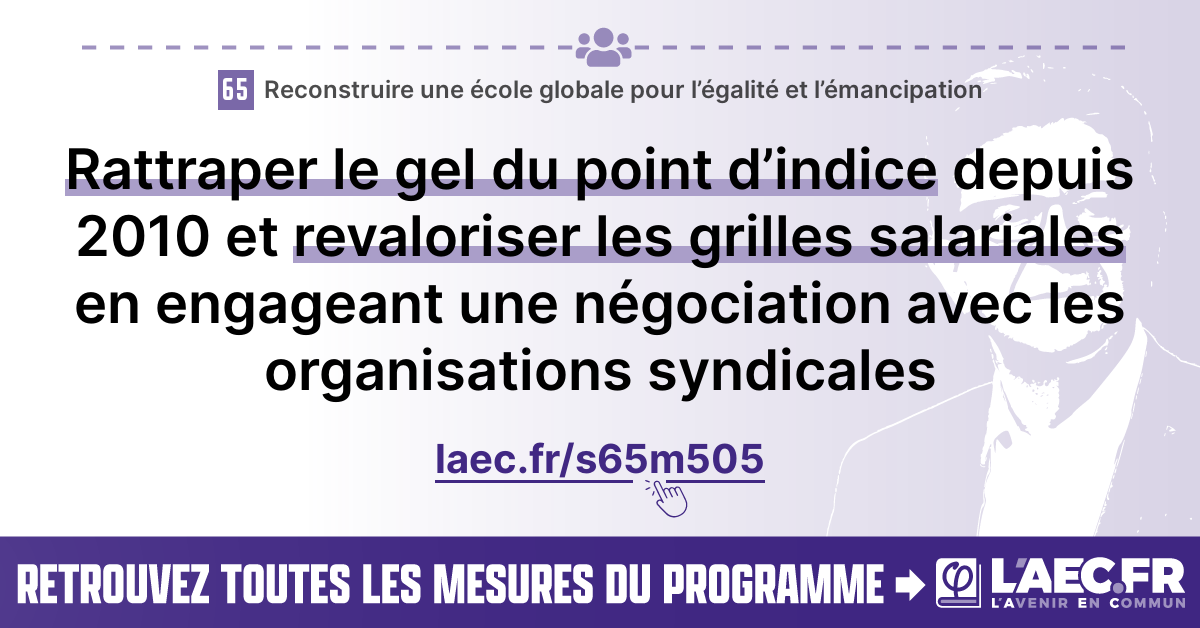 65 Reconstruire une école globale pour l’égalité et l’émancipation
Rattraper le gel du point d’indice depuis
2010 et revaloriser les grilles salariales
en engageant une négociation avec les
organisations syndicales
laec.fr/s65m505
RETROUVEZ TOUTES LES MESURES DU PROGRAMME
φ L'AEC.FR
L'AVENIR EN COMMUN